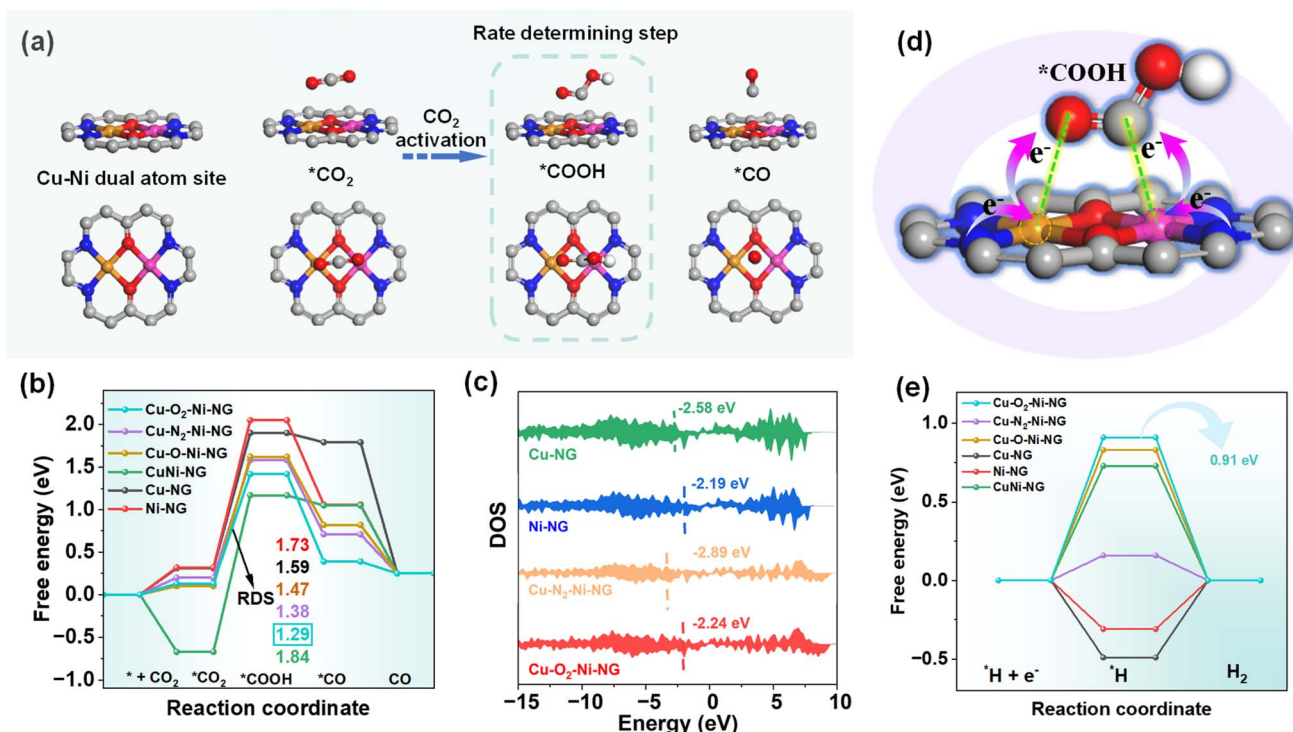 (a)
Rate determining step
CO₂
activation
Cu-Ni dual atom site
*CO₂
*COOH
*CO
(d)
*COOH
e⁻
e⁻
e⁻
e⁻
(b)
Cu-O₂-Ni-NG
Cu-N₂-Ni-NG
Cu-O-Ni-NG
CuNi-NG
Cu-NG
Ni-NG
2.0
1.5
1.0
0.5
0.0
−0.5
−1.0
Free energy (eV)
RDS
1.73
1.59
1.47
1.38
1.29
1.84
* + CO₂
*CO₂
*COOH
*CO
CO
Reaction coordinate
(c)
DOS
-2.58 eV
Cu-NG
-2.19 eV
Ni-NG
-2.89 eV
Cu-N₂-Ni-NG
-2.24 eV
Cu-O₂-Ni-NG
−15
−10
−5
0
5
10
Energy (eV)
(e)
Cu-O₂-Ni-NG
Cu-N₂-Ni-NG
Cu-O-Ni-NG
Cu-NG
Ni-NG
CuNi-NG
0.91 eV
1.0
0.5
0.0
−0.5
Free energy (eV)
*H + e⁻
*H
H₂
Reaction coordinate